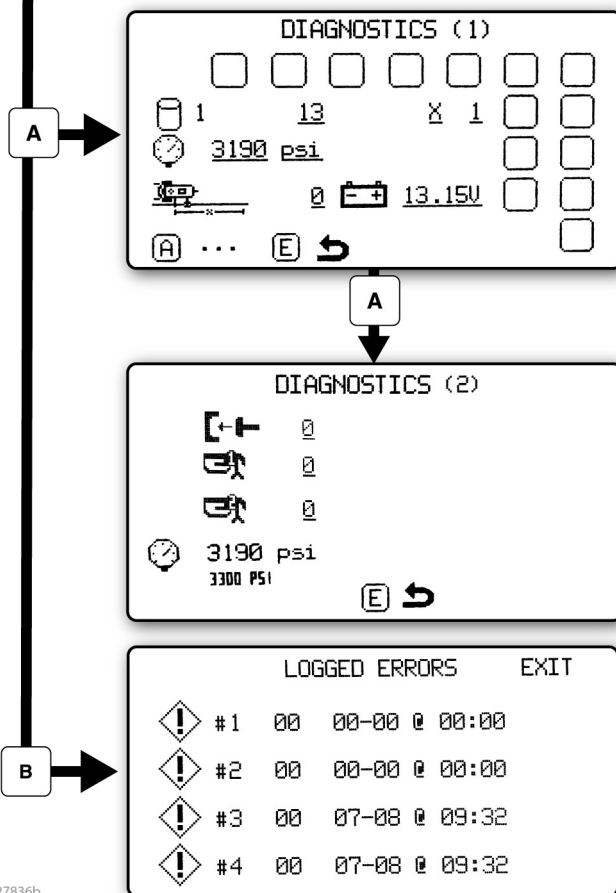 DIAGNOSTICS (1)
1 13 X 1
A
3190 psi
0 - + 13.15V
A ... E
A
DIAGNOSTICS (2)
0
0
0
3190 psi
3300 PSI
E
LOGGED ERRORS EXIT
#1 00 00-00 @ 00:00
#2 00 00-00 @ 00:00
B
#3 00 07-08 @ 09:32
#4 00 07-08 @ 09:32